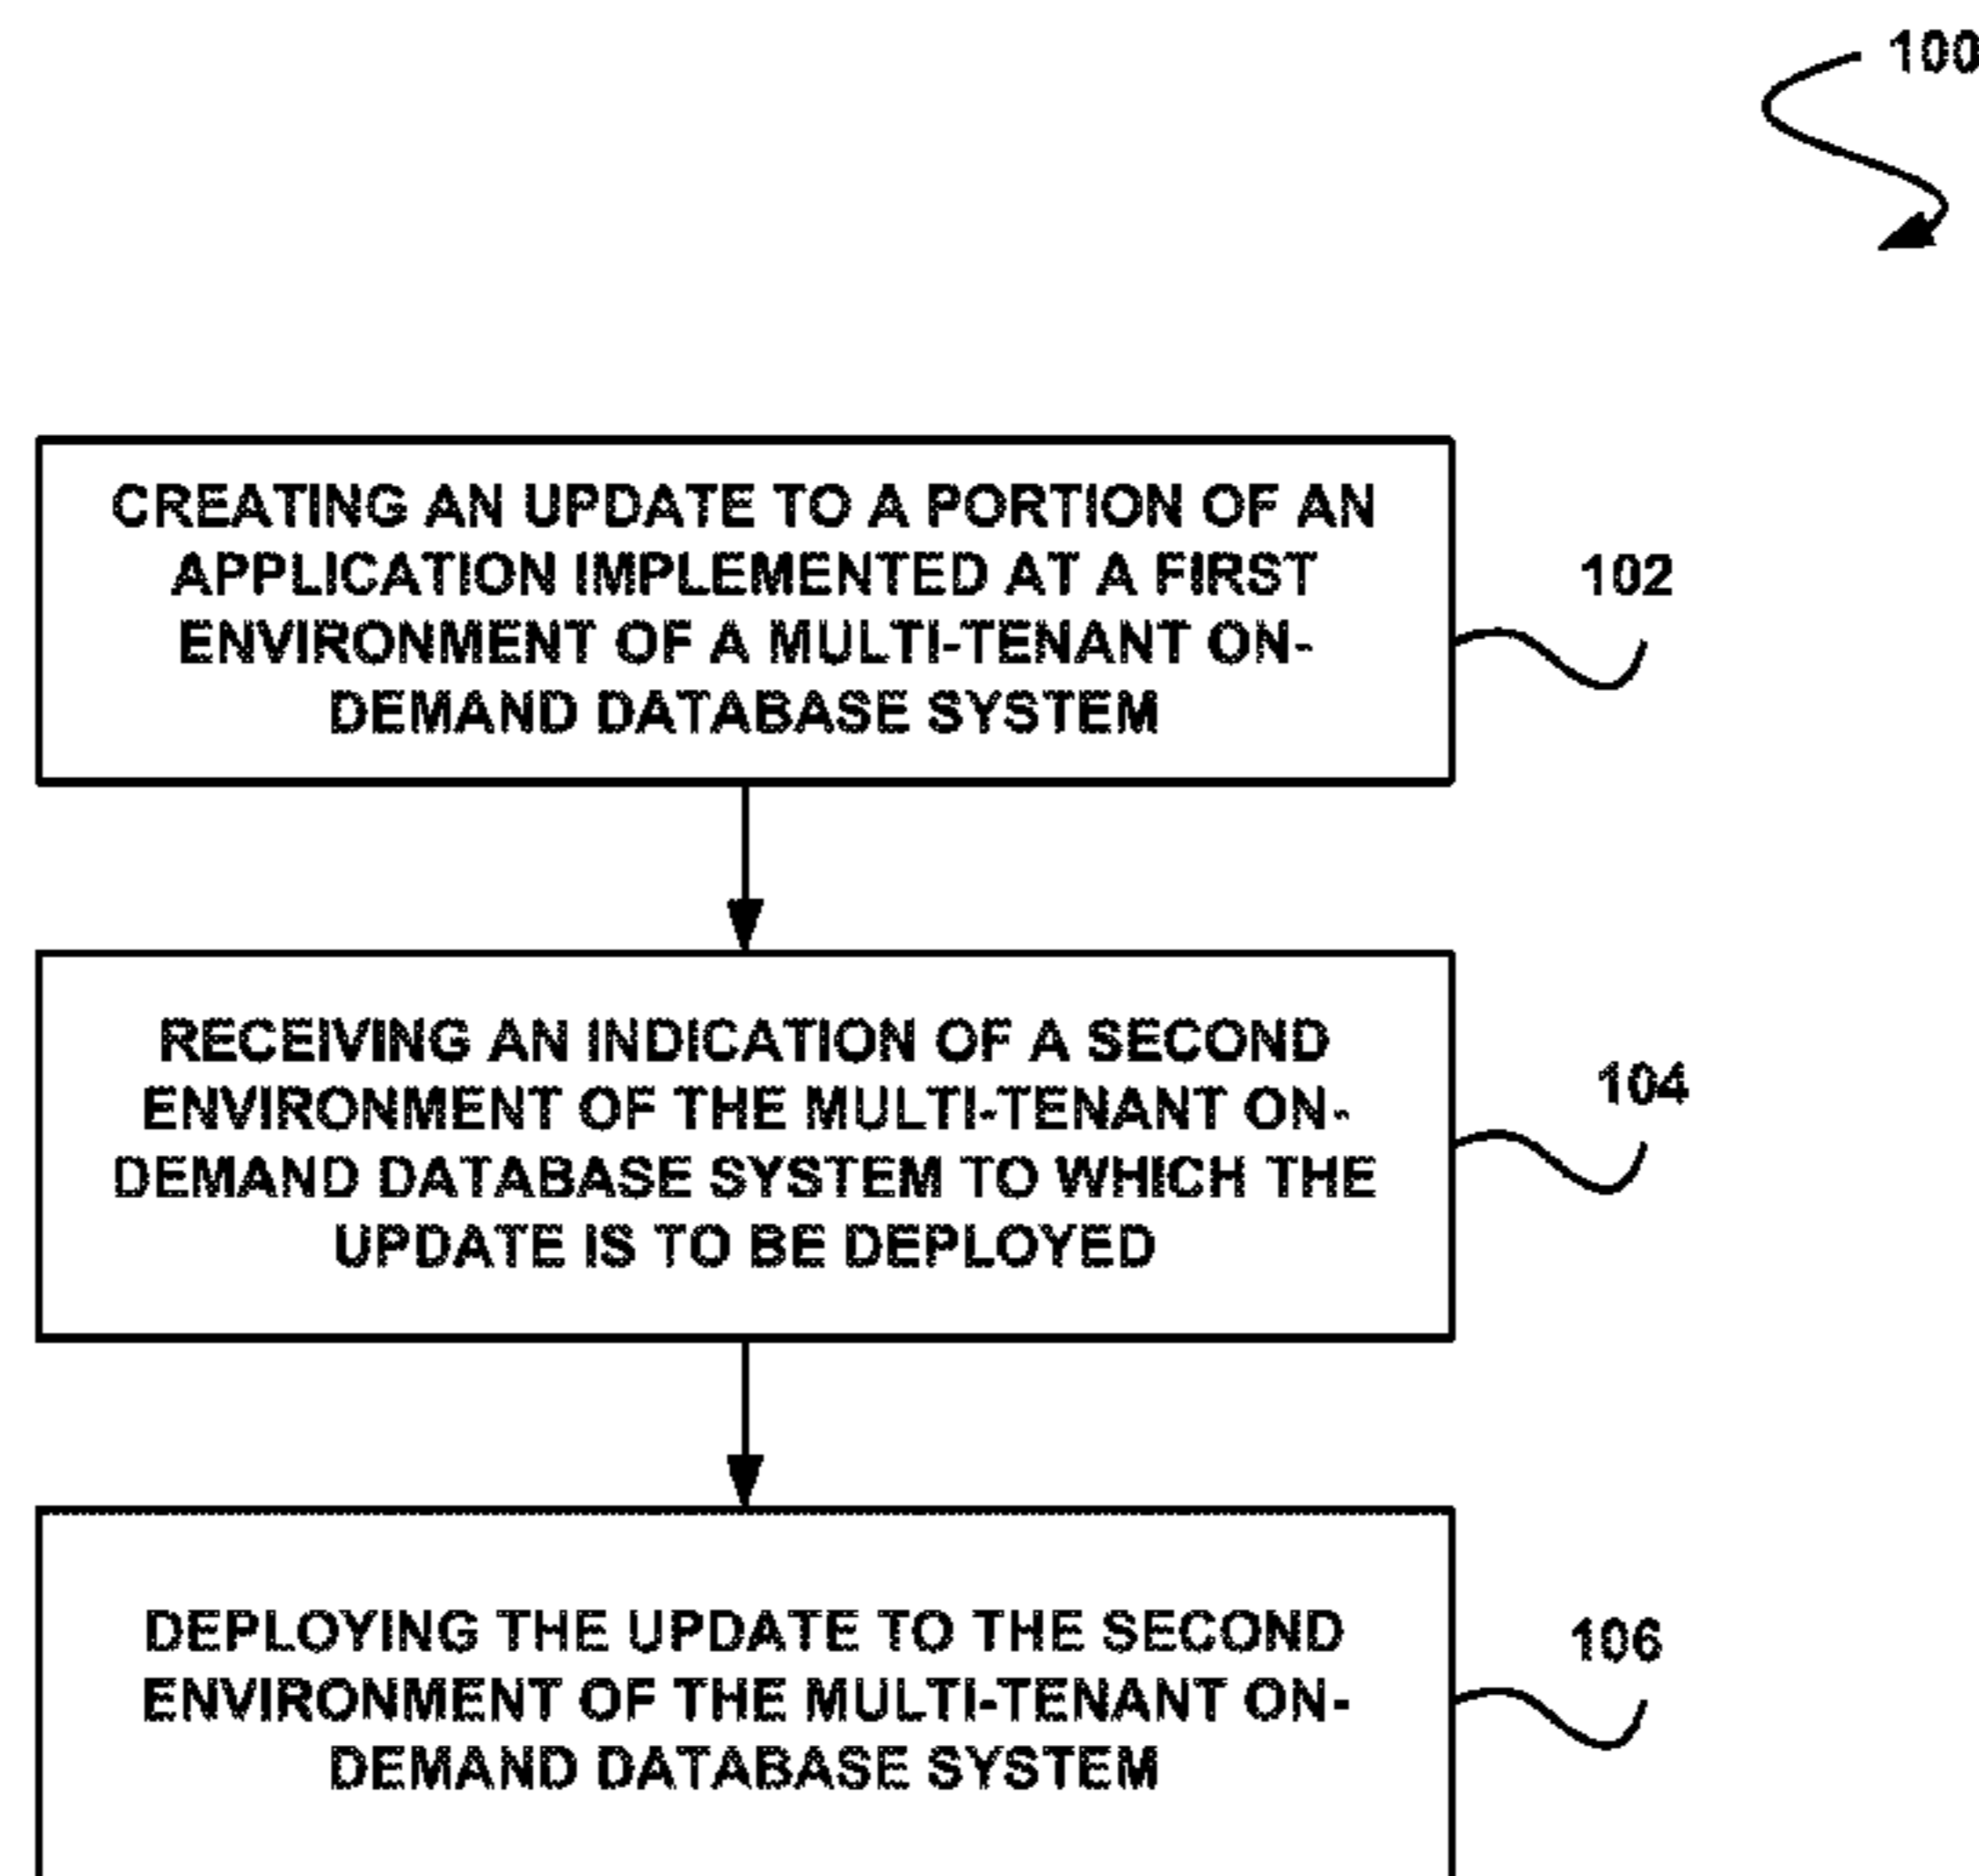 100
CREATING AN UPDATE TO A PORTION OF AN
APPLICATION IMPLEMENTED AT A FIRST
ENVIRONMENT OF A MULTI-TENANT ON-
DEMAND DATABASE SYSTEM
102
RECEIVING AN INDICATION OF A SECOND
ENVIRONMENT OF THE MULTI-TENANT ON-
DEMAND DATABASE SYSTEM TO WHICH THE
UPDATE IS TO BE DEPLOYED
104
DEPLOYING THE UPDATE TO THE SECOND
ENVIRONMENT OF THE MULTI-TENANT ON-
DEMAND DATABASE SYSTEM
106